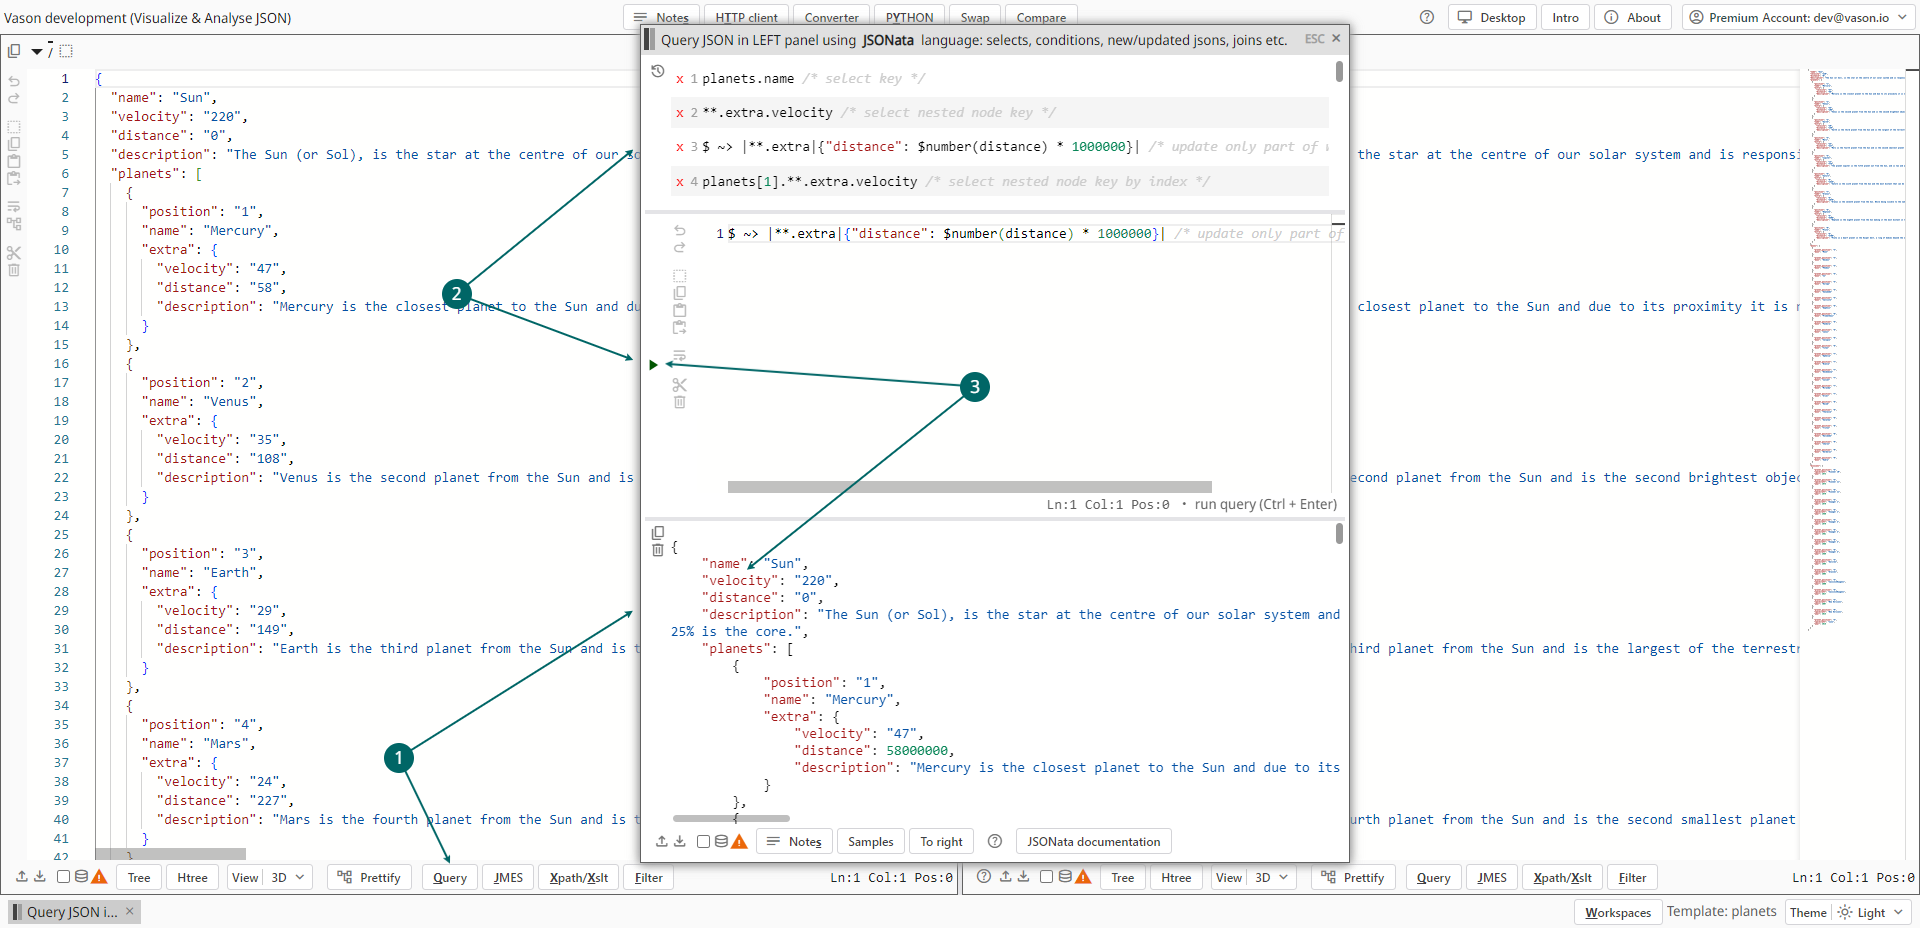 Vason development (Visualize & Analyse JSON)
Notes
HTTP client
Converter
PYTHON
Swap
Compare
Desktop
Intro
About
Premium Account: dev@vason.io
/
1 {
2 "name": "Sun",
3 "velocity": "220",
4 "distance": "0",
5 "description": "The Sun (or Sol), is the star at the centre of our so
6 "planets": [
7 {
8 "position": "1",
9 "name": "Mercury",
10 "extra": {
11 "velocity": "47",
12 "distance": "58",
13 "description": "Mercury is the closest planet to the Sun and du
14 }
15 },
16 {
17 "position": "2",
18 "name": "Venus",
19 "extra": {
20 "velocity": "35",
21 "distance": "108",
22 "description": "Venus is the second planet from the Sun and is
23 }
24 },
25 {
26 "position": "3",
27 "name": "Earth",
28 "extra": {
29 "velocity": "29",
30 "distance": "149",
31 "description": "Earth is the third planet from the Sun and is t
32 }
33 },
34 {
35 "position": "4",
36 "name": "Mars",
37 "extra": {
38 "velocity": "24",
39 "distance": "227",
40 "description": "Mars is the fourth planet from the Sun and is t
41 }
42 }
2
1
3
Query JSON in LEFT panel using JSONata language: selects, conditions, new/updated jsons, joins etc.
ESC ×
x 1 planets.name /* select key */
x 2 **.extra.velocity /* select nested node key */
x 3 $ ~> |**.extra|{"distance": $number(distance) * 1000000}| /* update only part of
x 4 planets[1].**.extra.velocity /* select nested node key by index */
1 $ ~> |**.extra|{"distance": $number(distance) * 1000000}| /* update only part of
Ln:1 Col:1 Pos:0 • run query (Ctrl + Enter)
{
"name": "Sun",
"velocity": "220",
"distance": "0",
"description": "The Sun (or Sol), is the star at the centre of our solar system and
25% is the core.",
"planets": [
{
"position": "1",
"name": "Mercury",
"extra": {
"velocity": "47",
"distance": 58000000,
"description": "Mercury is the closest planet to the Sun and due to its
}
},
{
Notes
Samples
To right
JSONata documentation
the star at the centre of our solar system and is responsi
closest planet to the Sun and due to its proximity it is
econd planet from the Sun and is the second brightest objec
hird planet from the Sun and is the largest of the terrestr
urth planet from the Sun and is the second smallest planet
Tree
Htree
View 3D
Prettify
Query
JMES
Xpath/Xslt
Filter
Ln:1 Col:1 Pos:0
Tree
Htree
View 3D
Prettify
Query
JMES
Xpath/Xslt
Filter
Ln:1 Col:1 Pos:0
Query JSON i... ×
Workspaces
Template: planets
Theme
Light